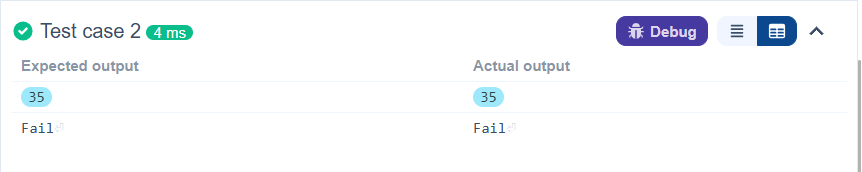 Test case 2 4 ms Debug
Expected output Actual output
35 35
Fail Fail